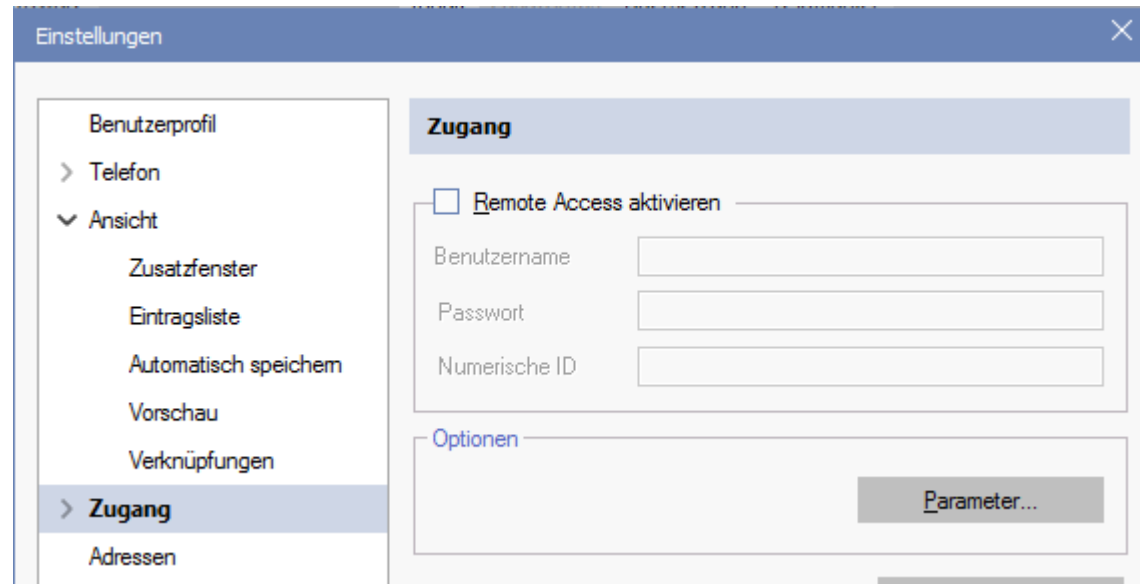 Einstellungen
Benutzerprofil
Telefon
Ansicht
Zusatzfenster
Eintragsliste
Automatisch speichern
Vorschau
Verknüpfungen
Zugang
Adressen
Zugang
Remote Access aktivieren
Benutzername
Passwort
Numerische ID
Optionen
Parameter...